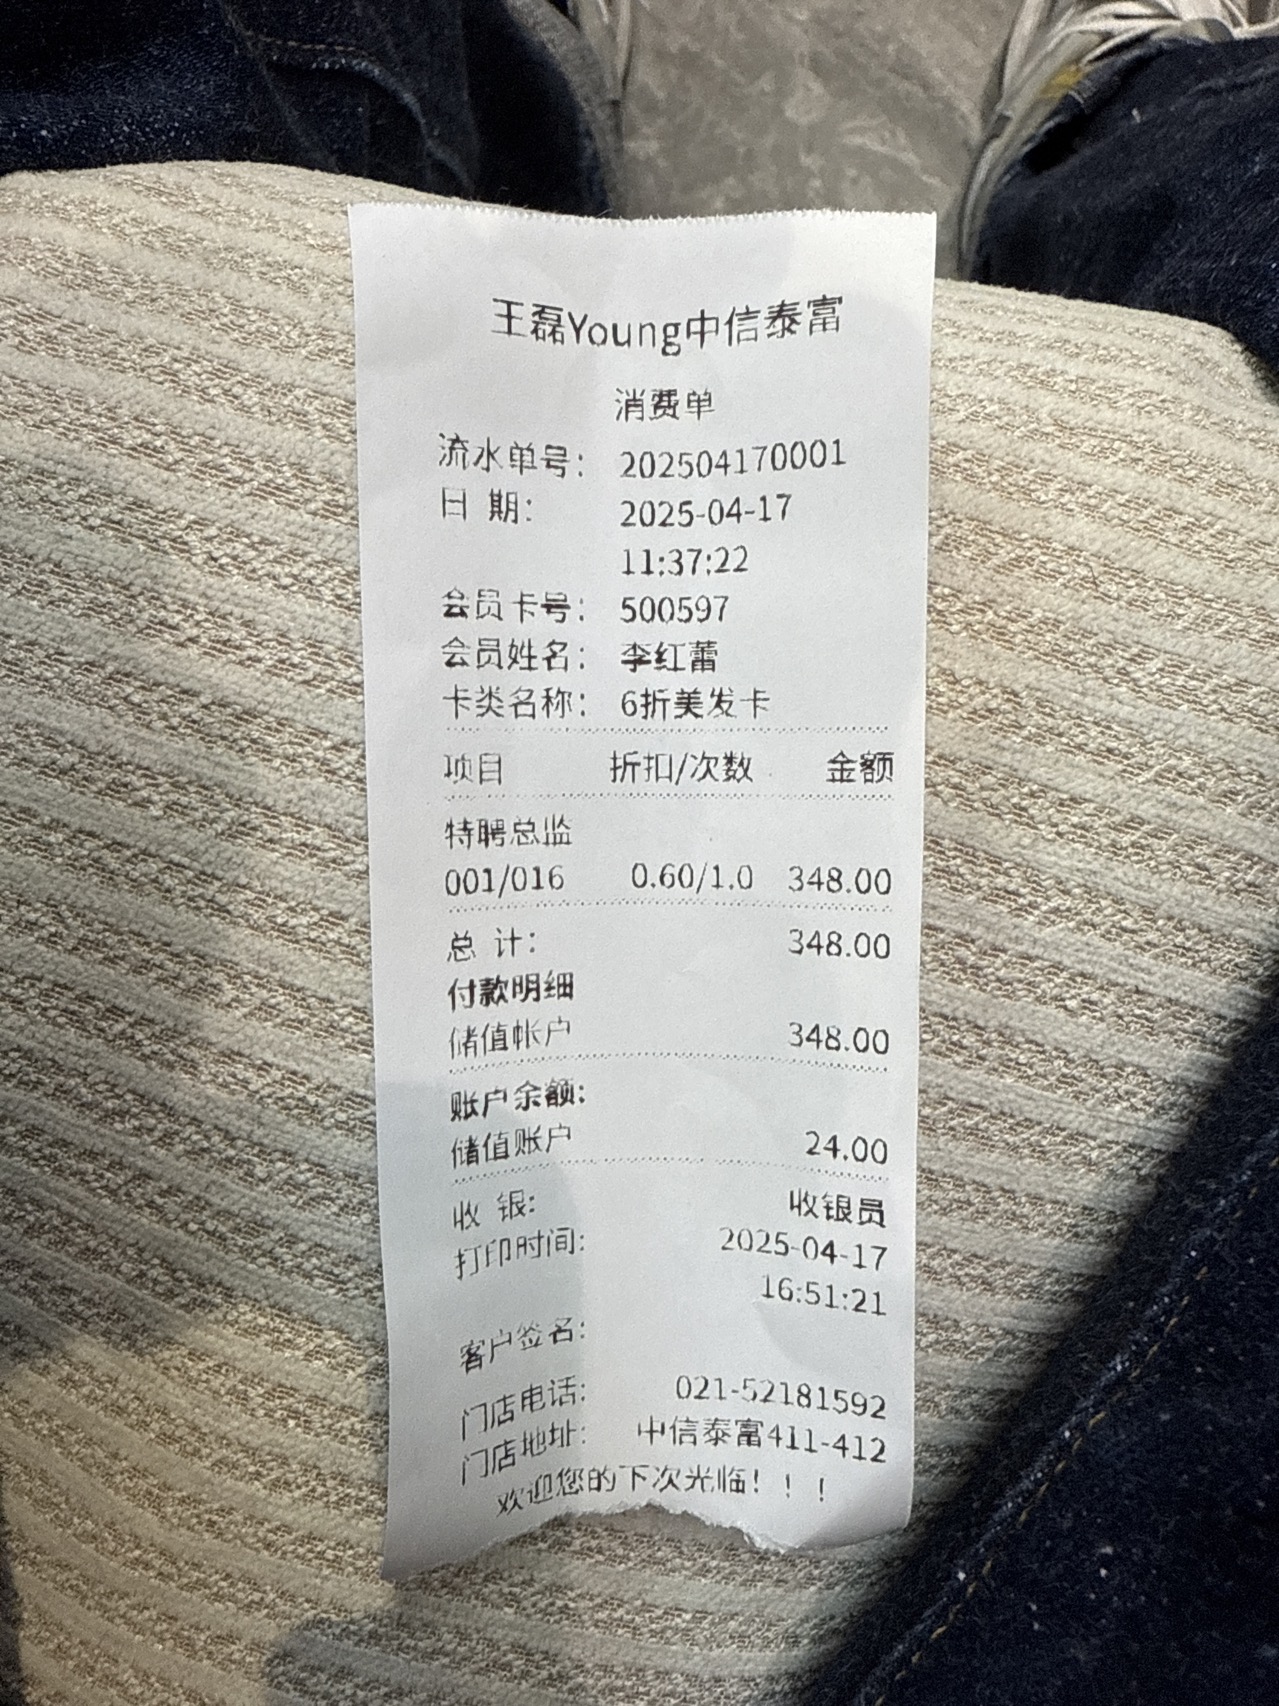 王磊Young中信泰富
消费单
流水单号： 202504170001
日 期： 2025-04-17
11:37:22
会员卡号： 500597
会员姓名： 李红蕾
卡类名称： 6折美发卡
项目 折扣/次数 金额
特聘总监
001/016 0.60/1.0 348.00
总 计： 348.00
付款明细
储值帐户 348.00
账户余额:
储值账户 24.00
收 银: 收银员
打印时间: 2025-04-17
16:51:21
客户签名:
门店电话: 021-52181592
门店地址: 中信泰富411-412
欢迎您的下次光临！！！